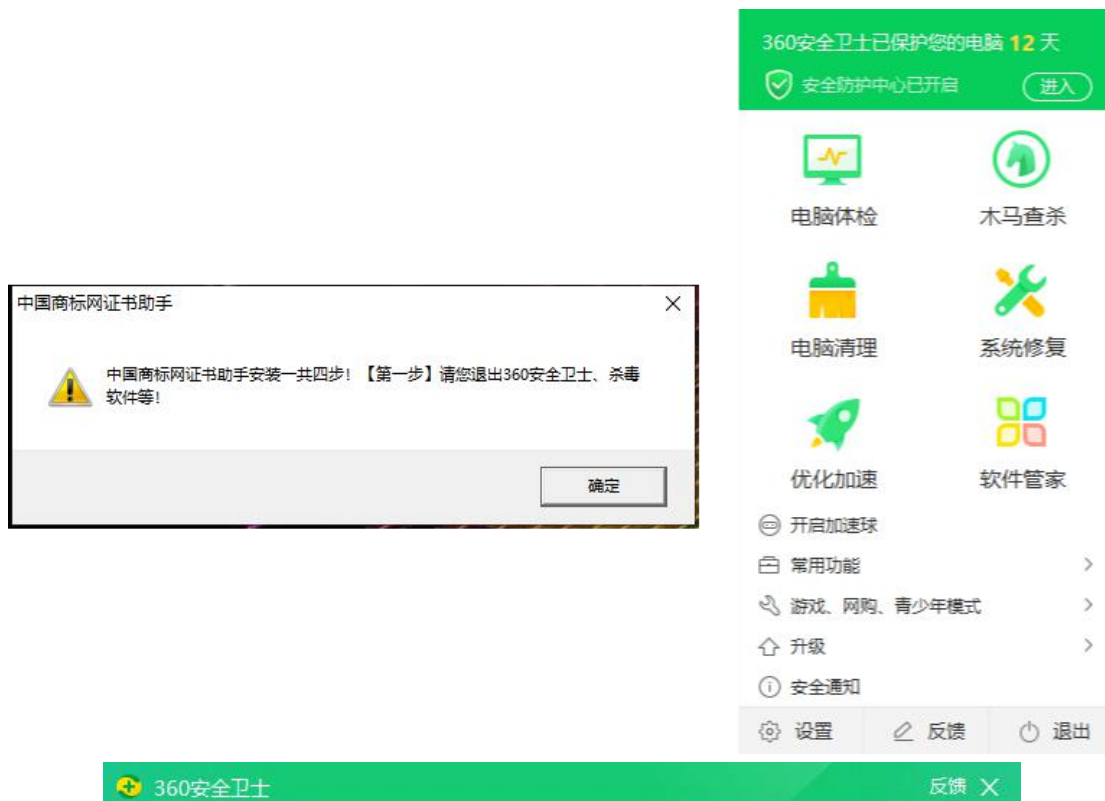 360安全卫士已保护您的电脑 12 天
安全防护中心已开启 进入
电脑体检 木马查杀
中国商标网证书助手
中国商标网证书助手安装一共四步!【第一步】请您退出360安全卫士、杀毒
软件等!
确定
电脑清理 系统修复
优化加速 软件管家
开启加速球
常用功能
游戏、网购、青少年模式
升级
安全通知
设置 反馈 退出
360安全卫士 反馈